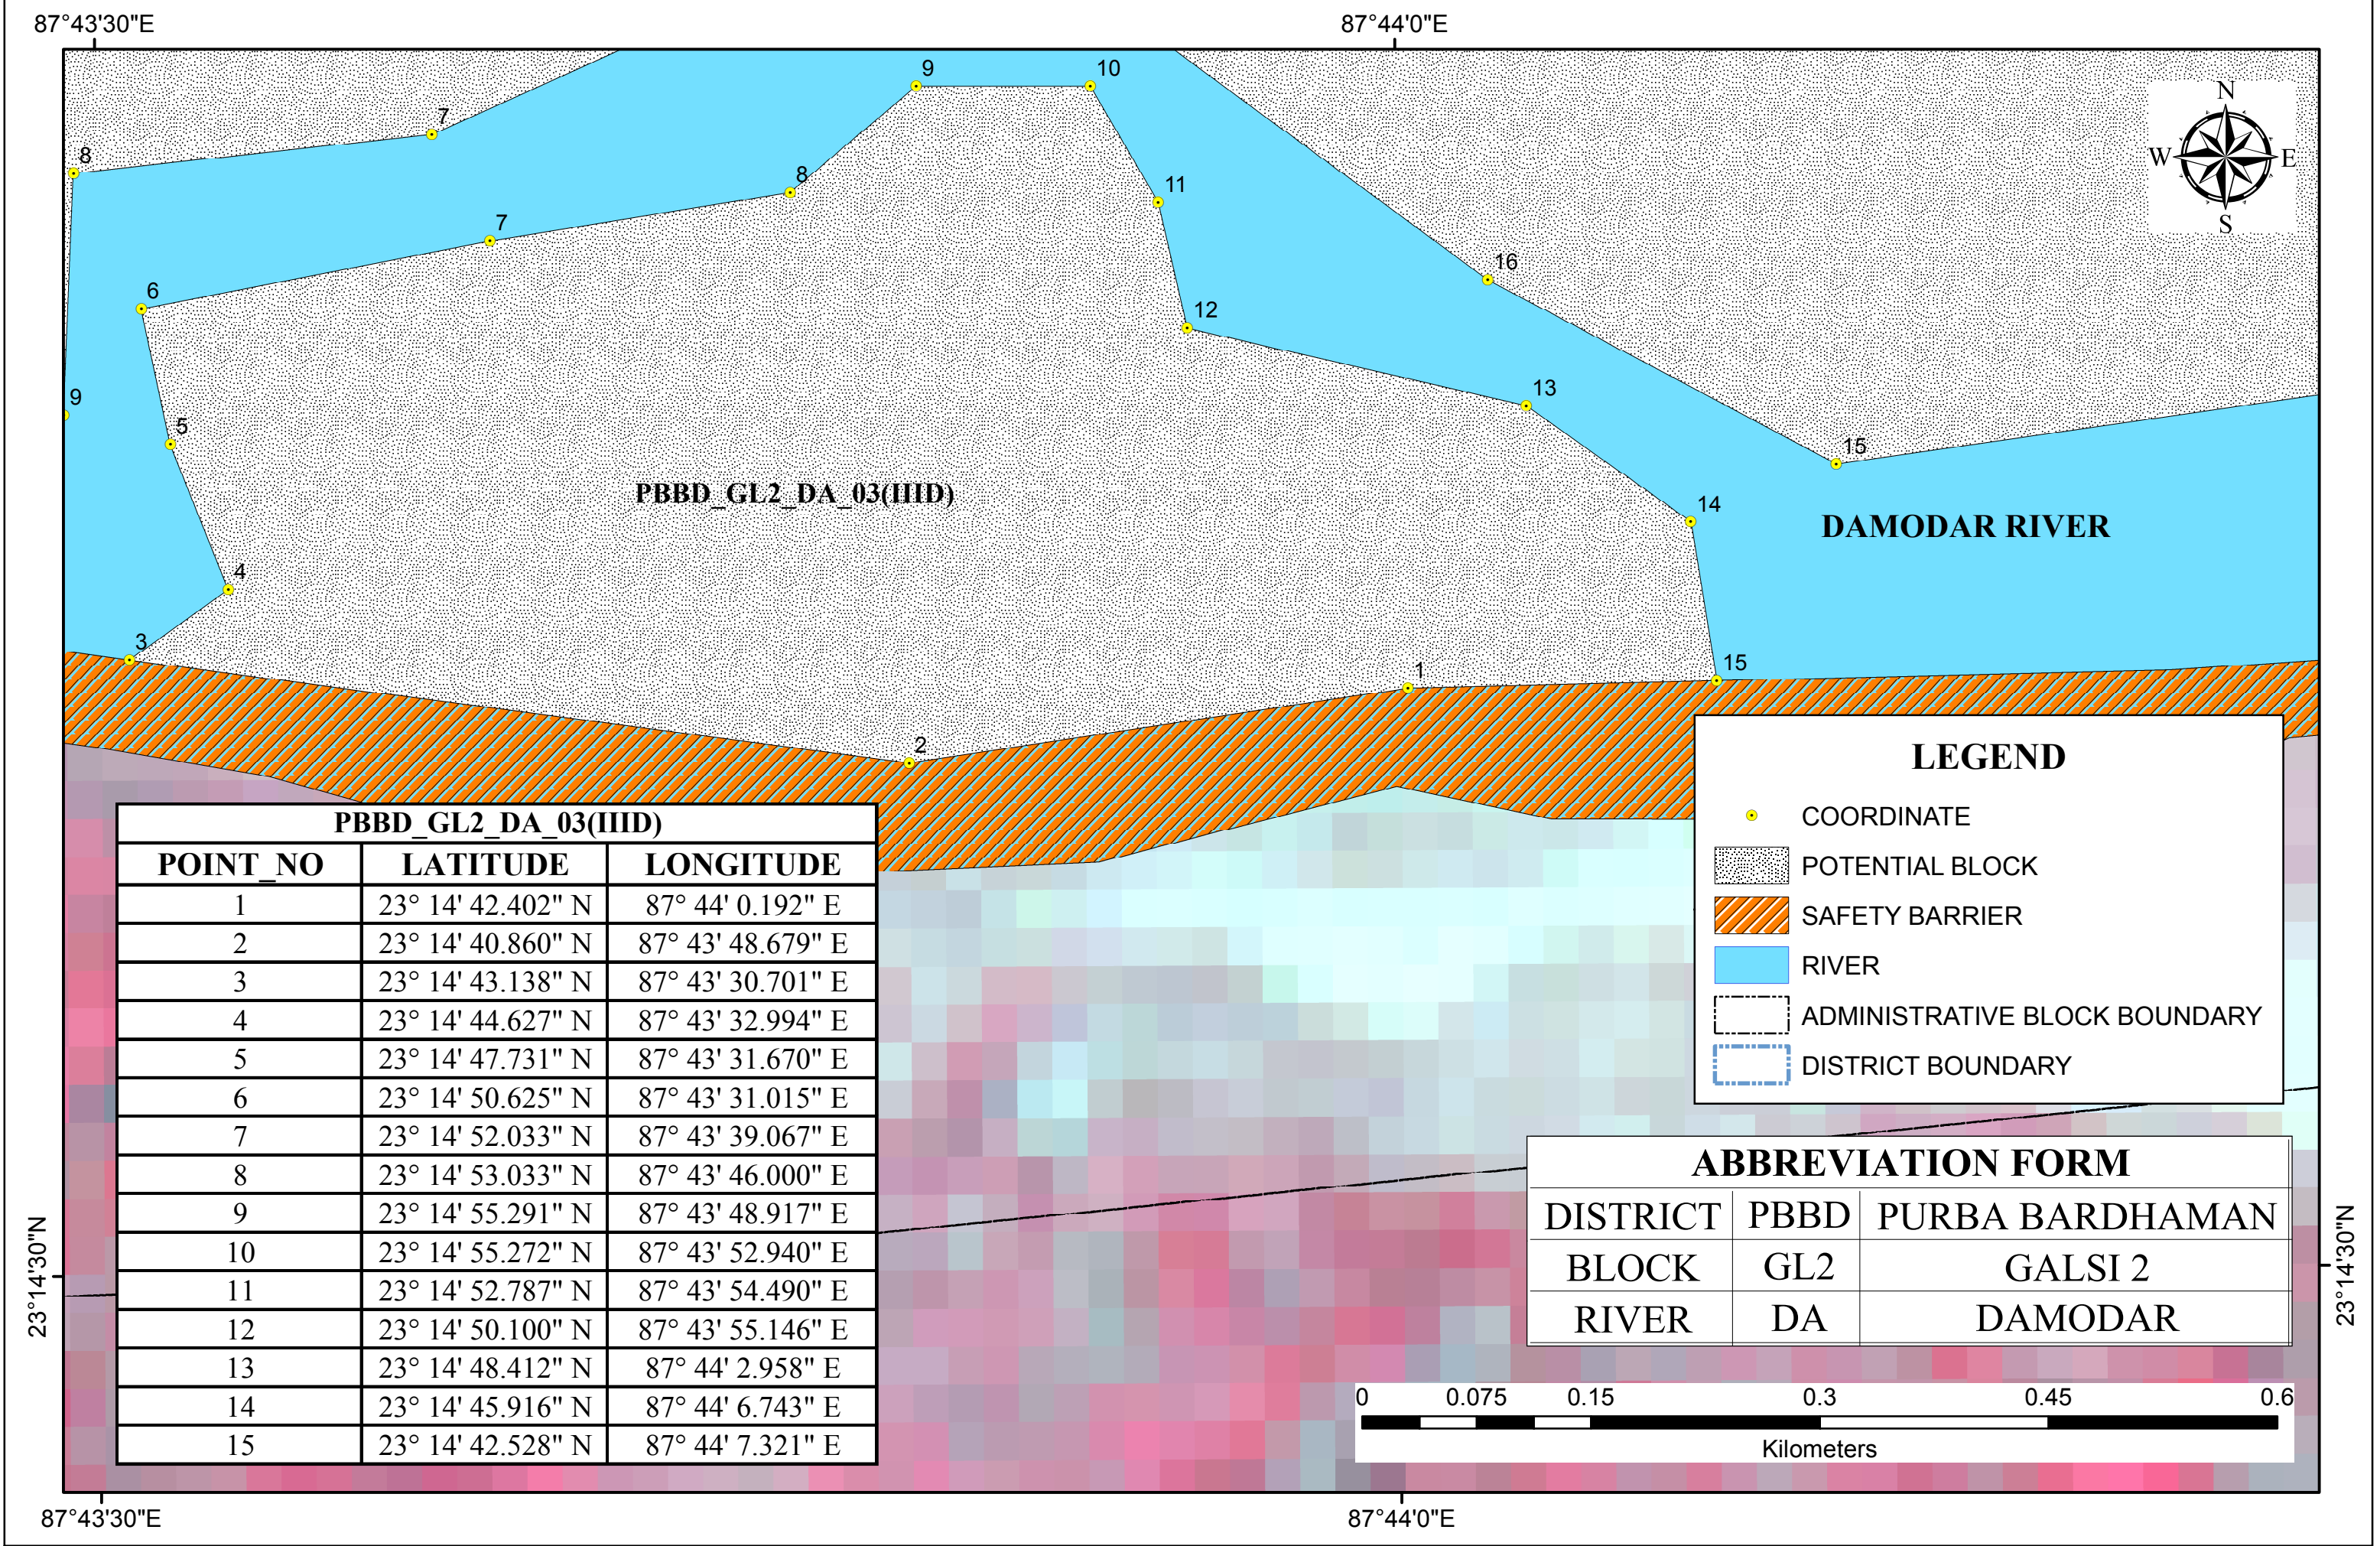 87°43'30"E 87°44'0"E
9 10
7
8
8
11
7
16
6
12
9
13
5
15
PBBD_GL2_DA_03(IIID)
14
DAMODAR RIVER
4
3
1
15
2
N
W E
S
PBBD_GL2_DA_03(IIID)
POINT_NO LATITUDE LONGITUDE
1 23° 14' 42.402" N 87° 44' 0.192" E
2 23° 14' 40.860" N 87° 43' 48.679" E
3 23° 14' 43.138" N 87° 43' 30.701" E
4 23° 14' 44.627" N 87° 43' 32.994" E
5 23° 14' 47.731" N 87° 43' 31.670" E
6 23° 14' 50.625" N 87° 43' 31.015" E
7 23° 14' 52.033" N 87° 43' 39.067" E
8 23° 14' 53.033" N 87° 43' 46.000" E
9 23° 14' 55.291" N 87° 43' 48.917" E
10 23° 14' 55.272" N 87° 43' 52.940" E
11 23° 14' 52.787" N 87° 43' 54.490" E
12 23° 14' 50.100" N 87° 43' 55.146" E
13 23° 14' 48.412" N 87° 44' 2.958" E
14 23° 14' 45.916" N 87° 44' 6.743" E
15 23° 14' 42.528" N 87° 44' 7.321" E
LEGEND
COORDINATE
POTENTIAL BLOCK
SAFETY BARRIER
RIVER
ADMINISTRATIVE BLOCK BOUNDARY
DISTRICT BOUNDARY
ABBREVIATION FORM
DISTRICT PBBD PURBA BARDHAMAN
BLOCK GL2 GALSI 2
RIVER DA DAMODAR
23°14'30"N
23°14'30"N
0 0.075 0.15 0.3 0.45 0.6
Kilometers
87°43'30"E 87°44'0"E